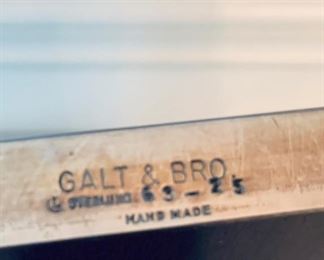 GALT & BRO.
STERLING 63-25
HAND MADE